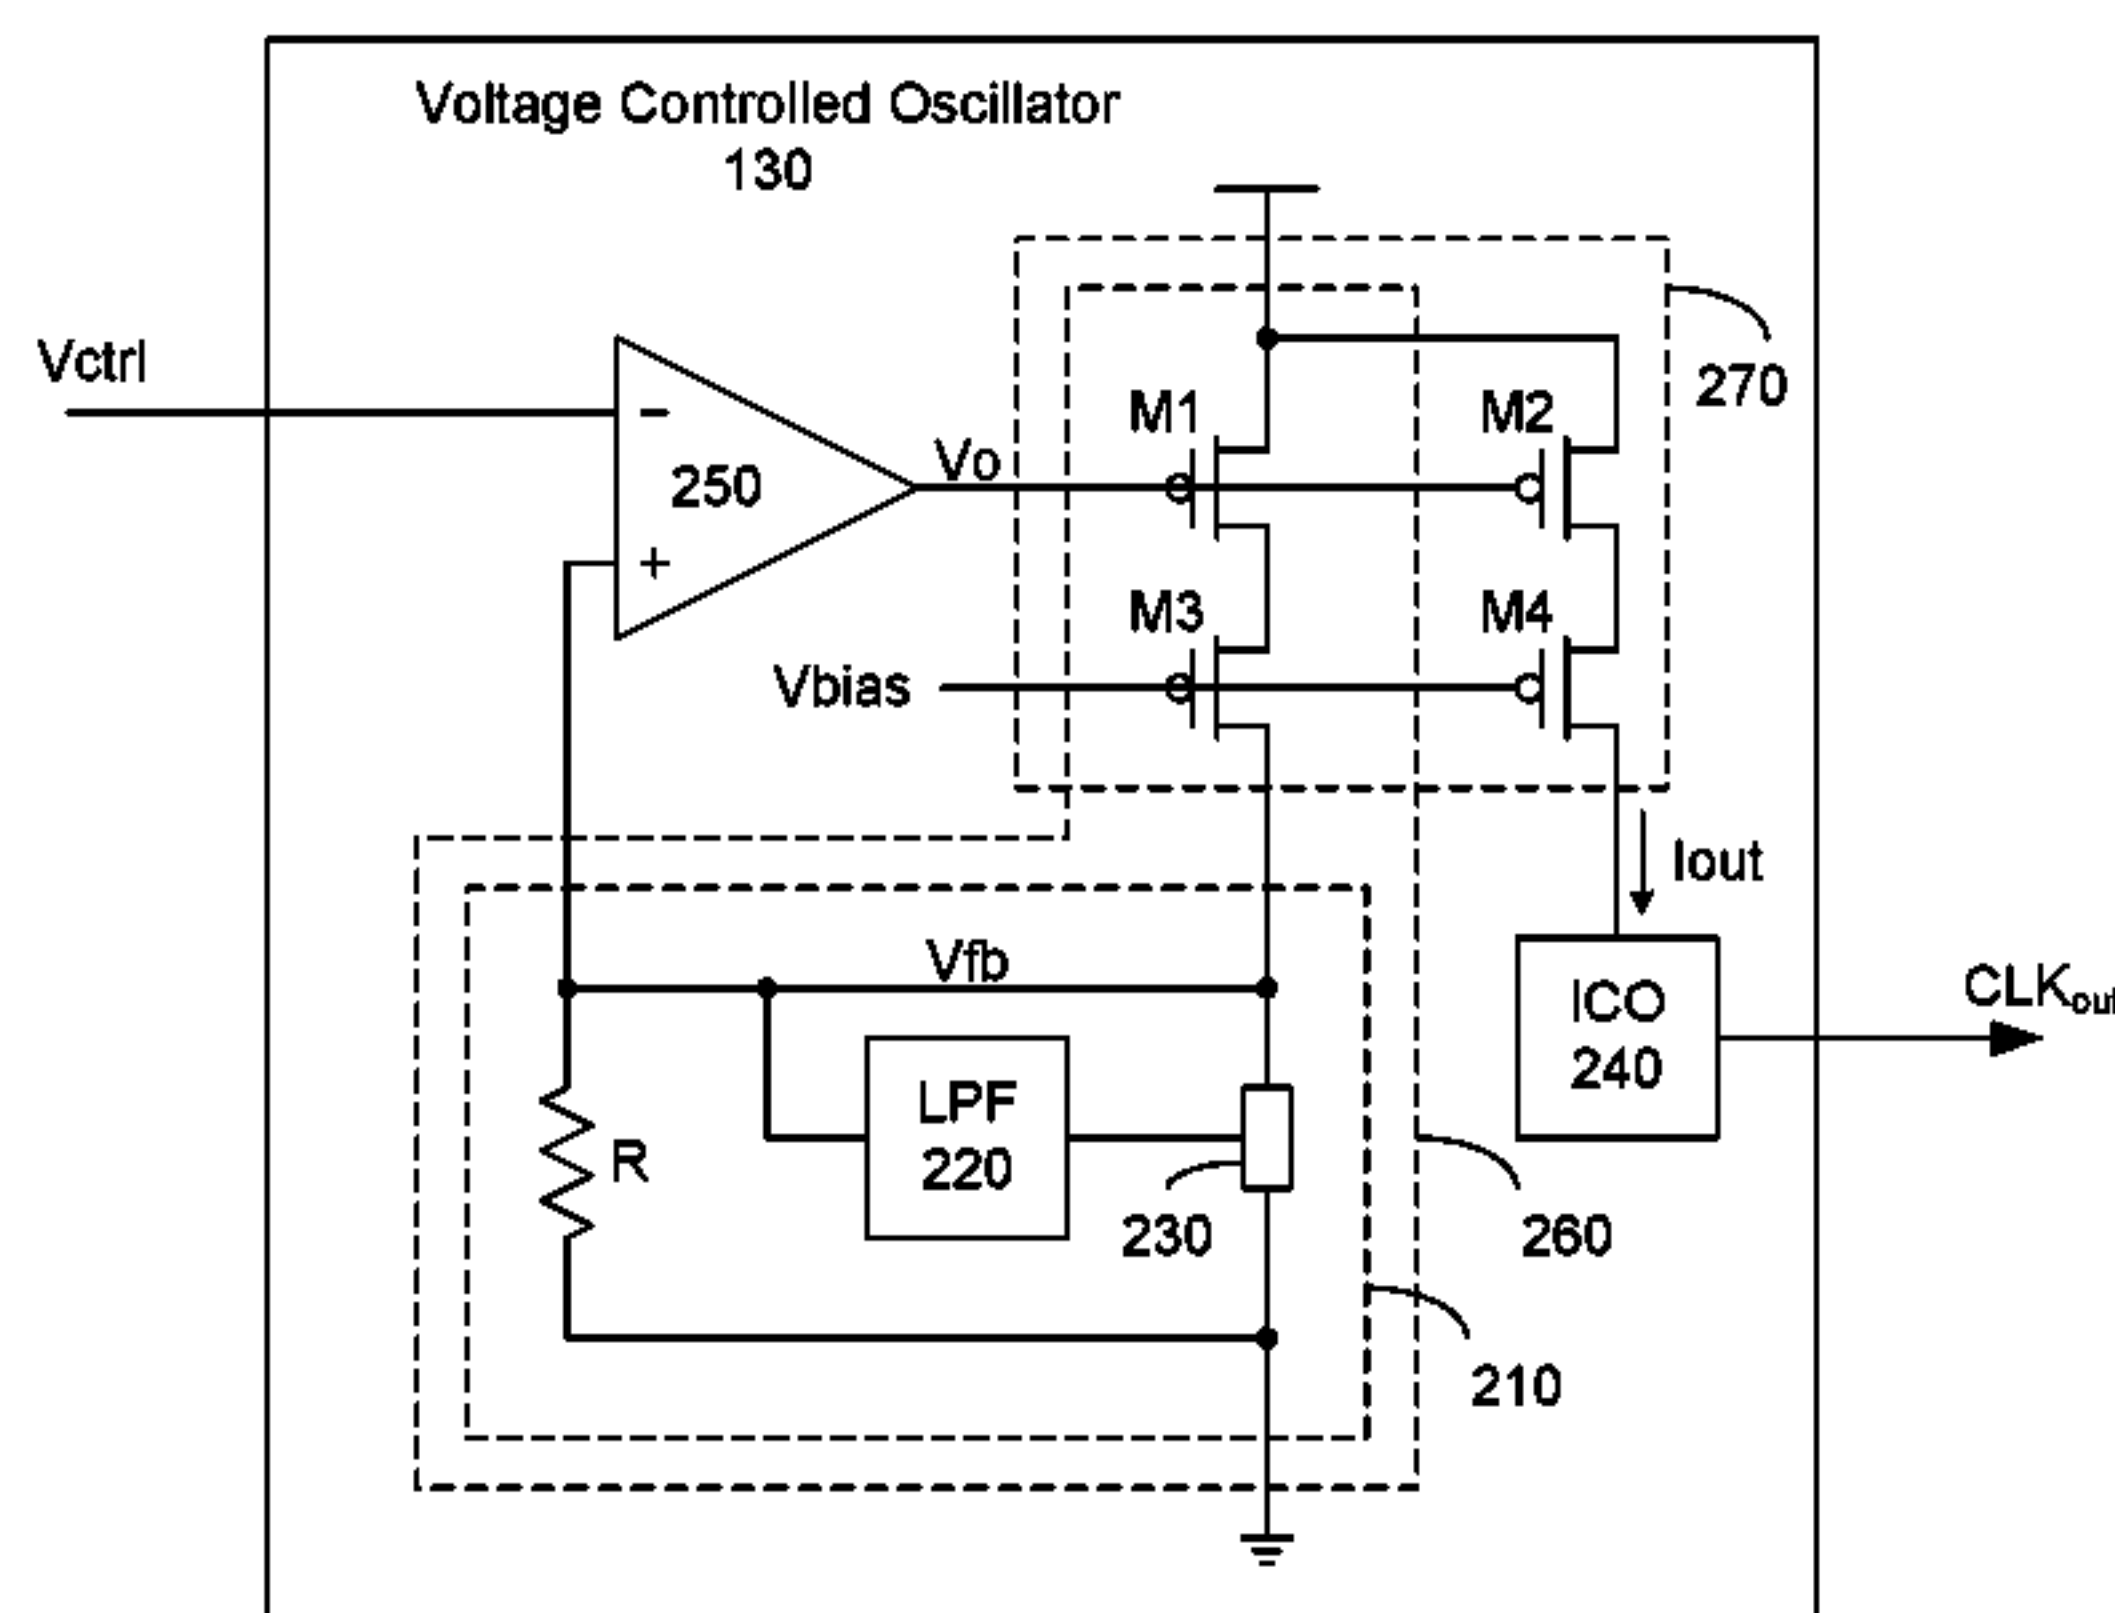 Voltage Controlled Oscillator
130
Vctrl
-
250
+
Vo
M1
M2
270
M3
M4
Vbias
Iout
Vfb
ICO
240
CLKout
LPF
220
R
230
260
210